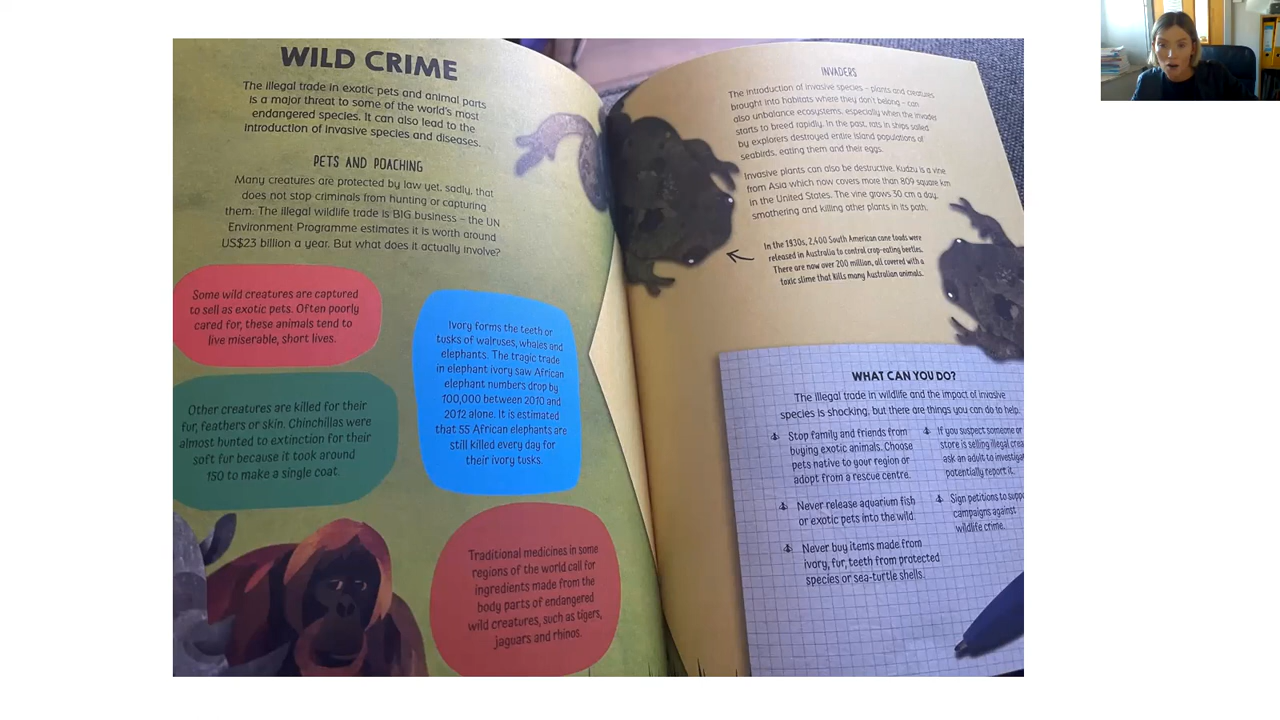 WILD CRIME
The illegal trade in exotic pets and animal parts
is a major threat to some of the world's most
endangered species. It can also lead to the
introduction of invasive species and diseases.
PETS AND POACHING
Many creatures are protected by law yet, sadly, that
does not stop criminals from hunting or capturing
them. The illegal wildlife trade is BIG business – the UN
Environment Programme estimates it is worth around
US$23 billion a year. But what does it actually involve?
Some wild creatures are captured
to sell as exotic pets. Often poorly
cared for, these animals tend to
live miserable, short lives.
Other creatures are killed for their
fur, feathers or skin. Chinchillas were
almost hunted to extinction for their
soft fur because it took around
150 to make a single coat.
Ivory forms the teeth or
tusks of walruses, whales and
elephants. The tragic trade
in elephant ivory saw African
elephant numbers drop by
100,000 between 2010 and
2012 alone. It is estimated
that 55 African elephants are
still killed every day for
their ivory tusks.
Traditional medicines in some
regions of the world call for
ingredients made from the
body parts of endangered
wild creatures, such as tigers,
jaguars and rhinos.
INVADERS
The introduction of invasive species – plants and creatures
brought into habitats where they don't belong – can
also unbalance ecosystems, especially when the invader
starts to breed rapidly. In the past, rats in ships sailed
by explorers destroyed entire island populations of
seabirds, eating them and their eggs.
Invasive plants can also be destructive. Kudzu is a vine
from Asia which now covers more than 809 square km
in the United States. The vine grows 30 cm a day,
smothering and killing other plants in its path.
In the 1930s, 2,400 South American cane toads were
released in Australia to control crop-eating beetles.
There are now over 200 million, all covered with a
toxic slime that kills many Australian animals.
WHAT CAN YOU DO?
The illegal trade in wildlife and the impact of invasive
species is shocking, but there are things you can do to help.
Stop family and friends from
buying exotic animals. Choose
pets native to your region or
adopt from a rescue centre.
Never release aquarium fish
or exotic pets into the wild.
Never buy items made from
ivory, fur, teeth from protected
species or sea-turtle shells.
If you suspect someone or
store is selling illegal crea
ask an adult to investiga
potentially report it.
Sign petitions to supp
campaigns against
wildlife crime.